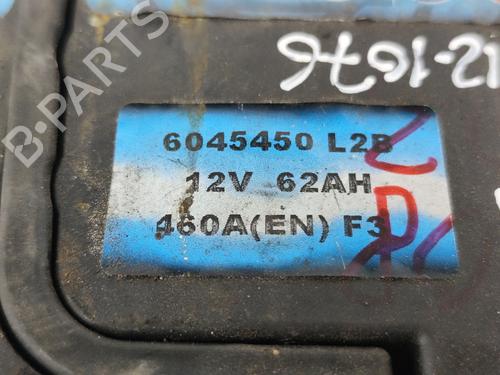 B-PARTS
12-1676
6045450 L2B
12V 62AH
460A(EN) F3